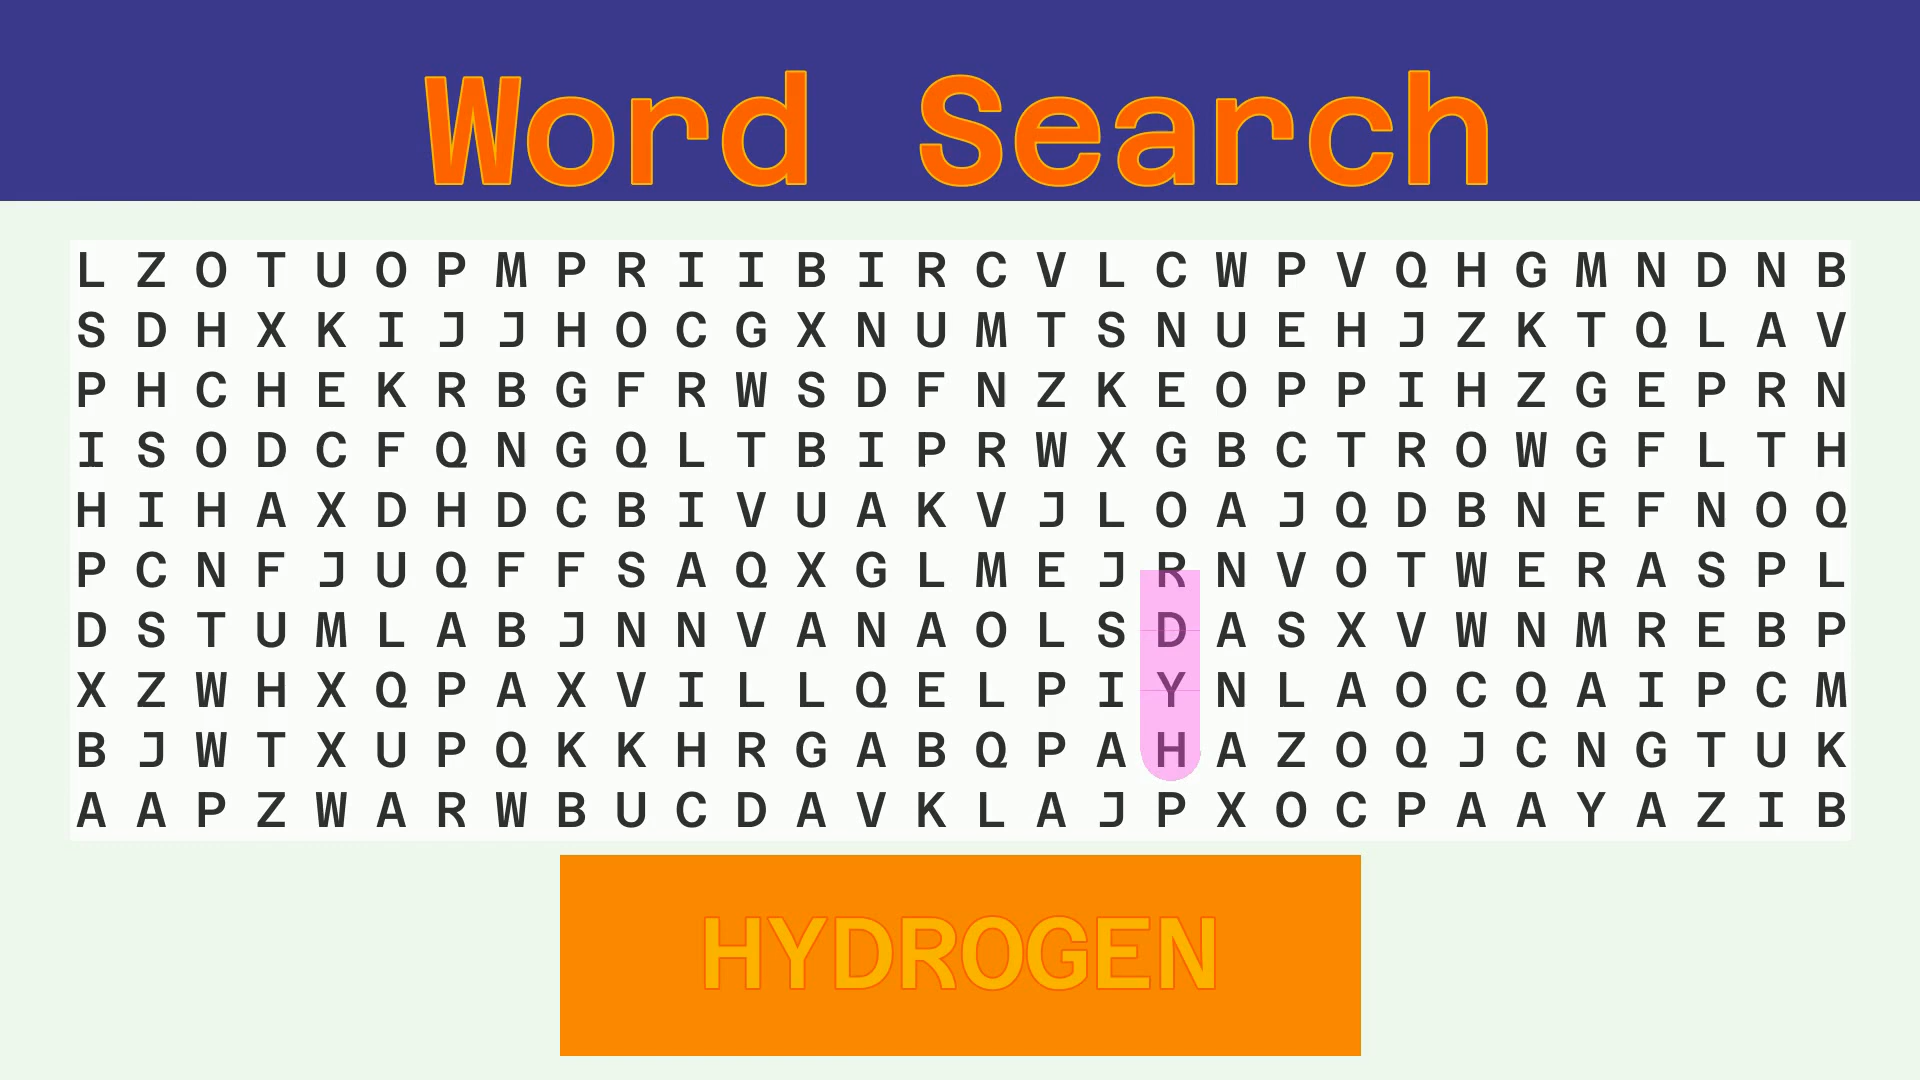 Word Search
L Z O T U O P M P R I I B I R C V L C W P V Q H G M N D N B
S D H X K I J J H O C G X N U M T S N U E H J Z K T Q L A V
P H C H E K R B G F R W S D F N Z K E O P P I H Z G E P R N
I S O D C F Q N G Q L T B I P R W X G B C T R O W G F L T H
H I H A X D H D C B I V U A K V J L O A J Q D B N E F N O Q
P C N F J U Q F F S A Q X G L M E J R N V O T W E R A S P L
D S T U M L A B J N N V A N A O L S D A S X V W N M R E B P
X Z W H X Q P A X V I L L Q E L P I Y N L A O C Q A I P C M
B J W T X U P Q K K H R G A B Q P A H A Z O Q J C N G T U K
A A P Z W A R W B U C D A V K L A J P X O C P A A Y A Z I B
HYDROGEN